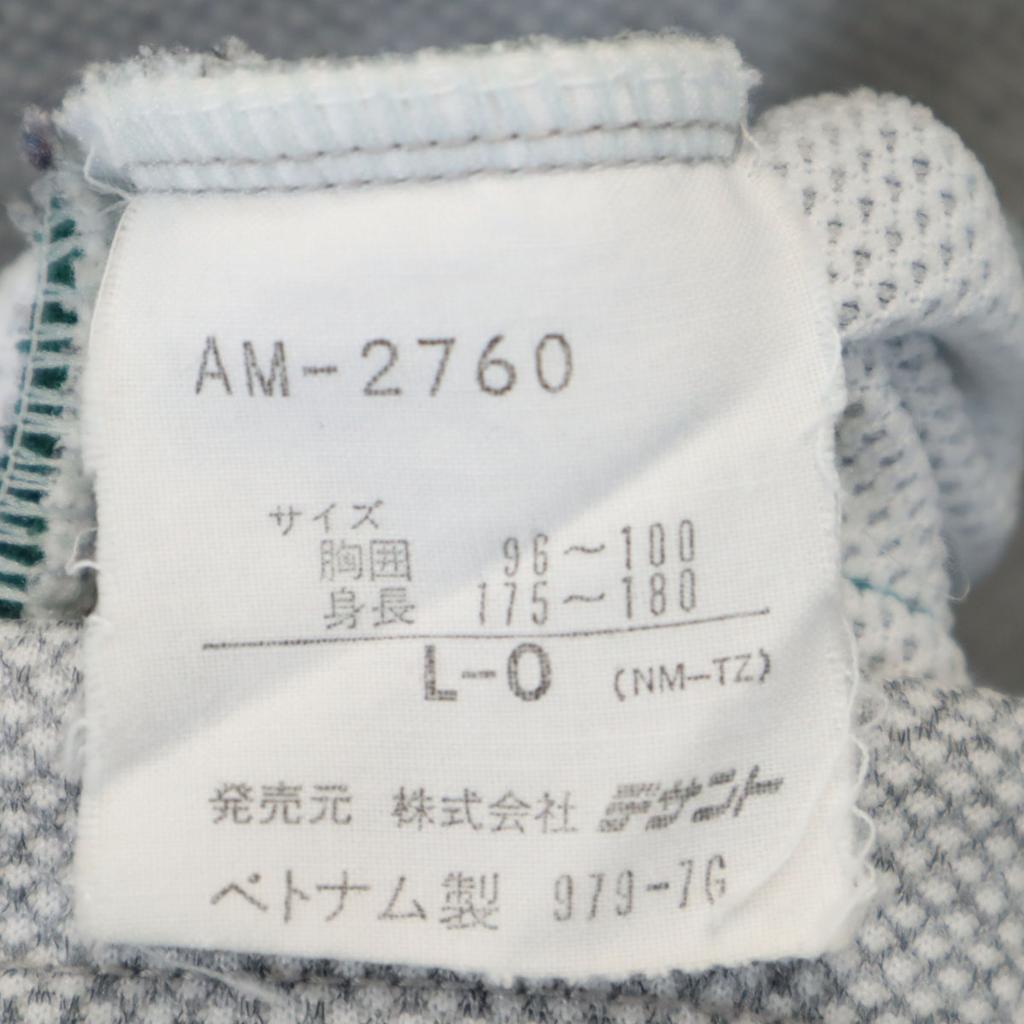 AM-2760
サイズ
胸囲 96～100
身長 175～180
L-O (NM-TZ)
発売元 株式会社 デサント
ベトナム製 979-7G